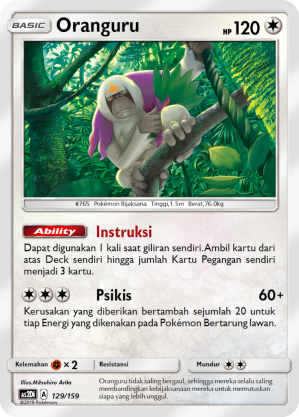 BASIC Oranguru HP 120
#765 Pokémon Bijaksana Tinggi,1.5m Berat,76.0kg
Ability Instruksi
Dapat digunakan 1 kali saat giliran sendiri.Ambil kartu dari
atas Deck sendiri hingga jumlah Kartu Pegangan sendiri
menjadi 3 kartu.
Psikis 60+
Kerusakan yang diberikan bertambah sejumlah 20 untuk
tiap Energi yang dikenakan pada Pokémon Bertarung lawan.
Kelemahan × 2 Resistansi Mundur
Illus.Mitsuhiro Arita
AS2D I A 129/159
©2019 Pokémon
Oranguru tidak saling bergaul, sehingga mereka selalu saling
membandingkan kebijaksanaan mereka untuk memutuskan
siapa yang lebih unggul.